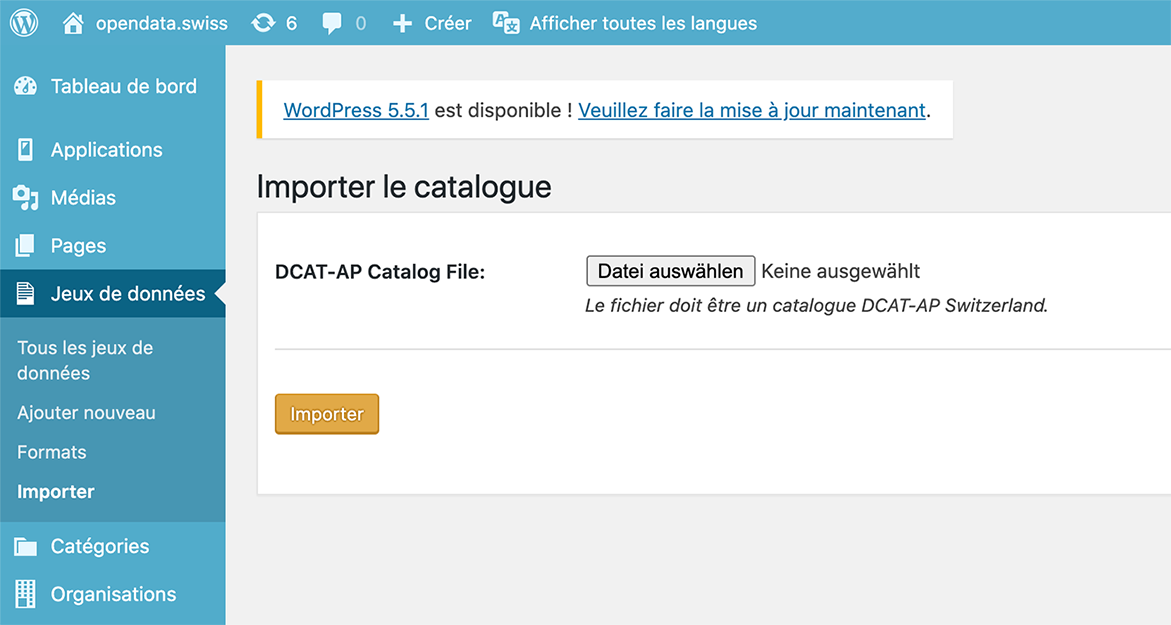 opendata.swiss 6 0 Créer Afficher toutes les langues
Tableau de bord
Applications
Médias
Pages
Jeux de données
Tous les jeux de
données
Ajouter nouveau
Formats
Importer
Catégories
Organisations
WordPress 5.5.1 est disponible ! Veuillez faire la mise à jour maintenant.
Importer le catalogue
DCAT-AP Catalog File: Datei auswählen Keine ausgewählt
Le fichier doit être un catalogue DCAT-AP Switzerland.
Importer